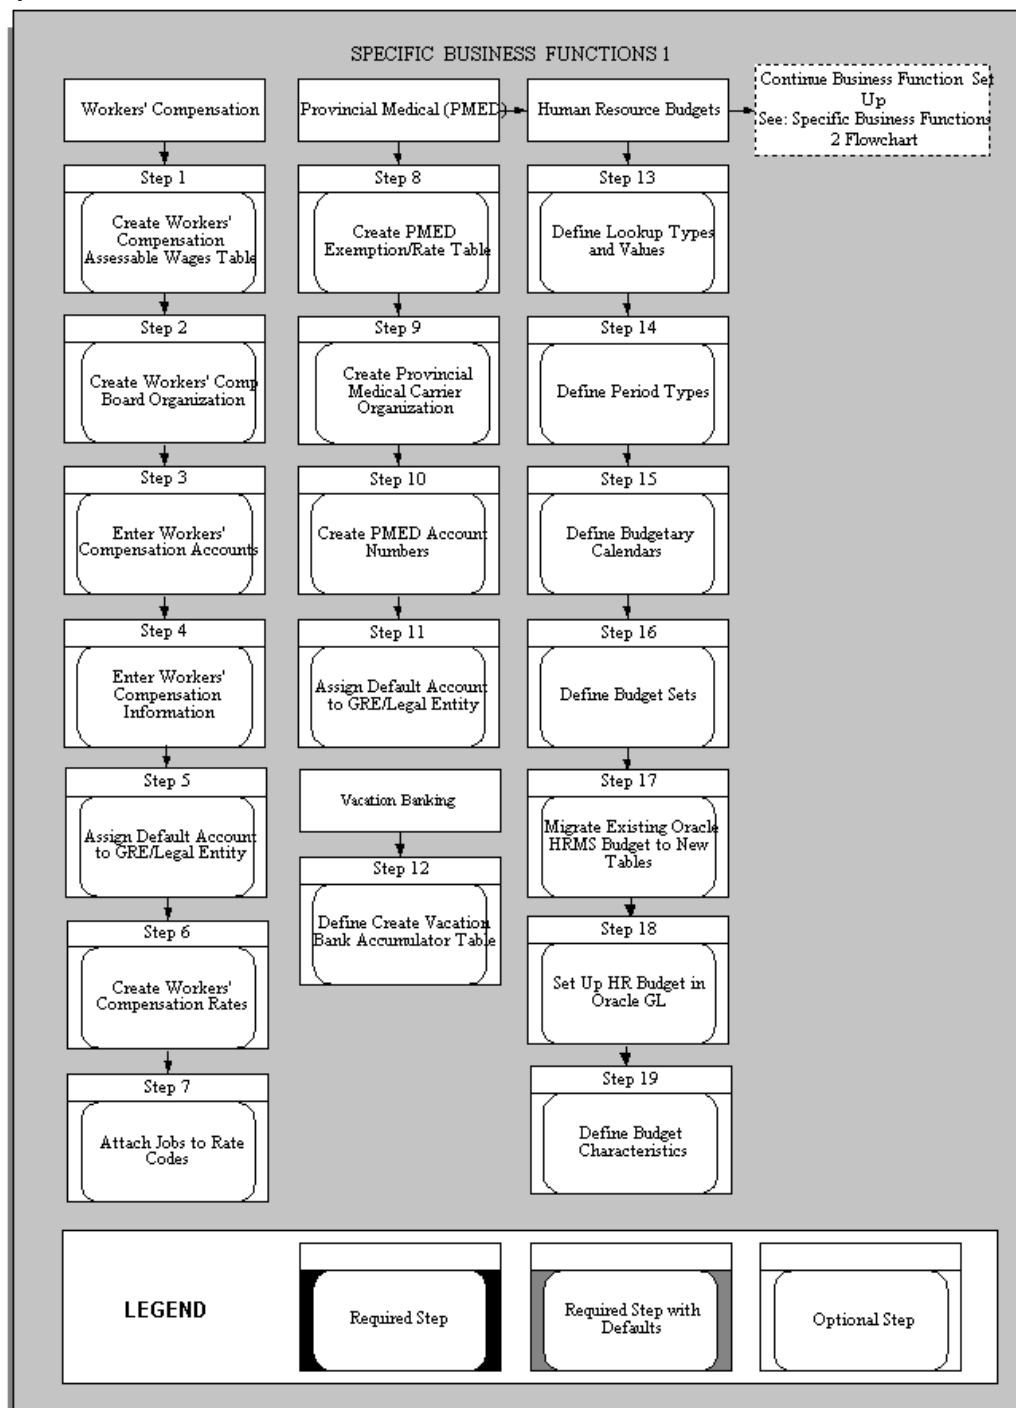 SPECIFIC BUSINESS FUNCTIONS 1
Workers' Compensation
Provincial Medical (PMED)
Human Resource Budgets
Continue Business Function Set
Up
See: Specific Business Functions
2 Flowchart
Step 1
Create Workers'
Compensation
Assessable Wages Table
Step 2
Create Workers' Comp
Board Organization
Step 3
Enter Workers'
Compensation Accounts
Step 4
Enter Workers'
Compensation
Information
Step 5
Assign Default Account
to GRE/Legal Entity
Step 6
Create Workers'
Compensation Rates
Step 7
Attach Jobs to Rate
Codes
Step 8
Create PMED
Exemption/Rate Table
Step 9
Create Provincial
Medical Carrier
Organization
Step 10
Create PMED Account
Numbers
Step 11
Assign Default Account
to GRE/Legal Entity
Vacation Banking
Step 12
Define Create Vacation
Bank Accumulator Table
Step 13
Define Lookup Types
and Values
Step 14
Define Period Types
Step 15
Define Budgetary
Calendars
Step 16
Define Budget Sets
Step 17
Migrate Existing Oracle
HRMS Budget to New
Tables
Step 18
Set Up HR Budget in
Oracle GL
Step 19
Define Budget
Characteristics
LEGEND
Required Step
Required Step with
Defaults
Optional Step